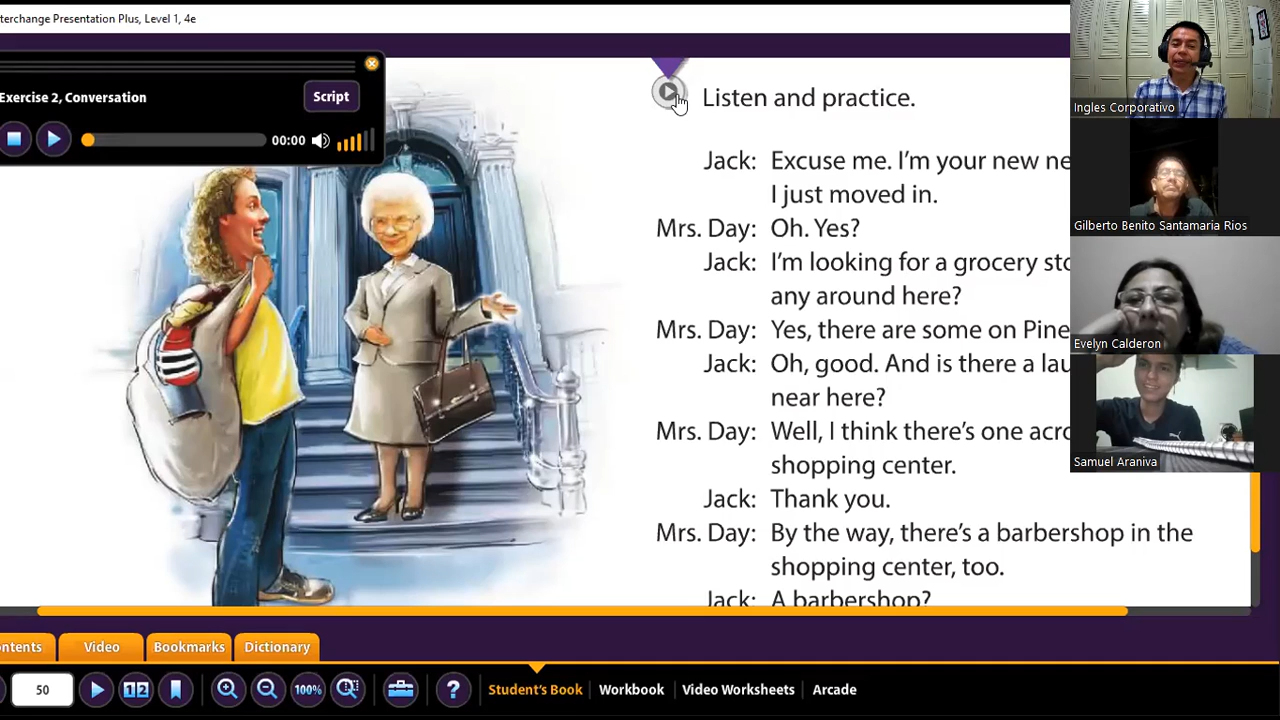 terchange Presentation Plus, Level 1, 4e
Exercise 2, Conversation
Script
00:00
Listen and practice.
Jack: Excuse me. I'm your new
I just moved in.
Mrs. Day: Oh. Yes?
Jack: I'm looking for a grocery
any around here?
Mrs. Day: Yes, there are some on Pine
Jack: Oh, good. And is there a
near here?
Mrs. Day: Well, I think there's one
shopping center.
Jack: Thank you.
Mrs. Day: By the way, there's a barbershop in the
shopping center, too.
Jack: A barbershop?
Ingles Corporativo
Gilberto Benito Santamaria Rios
Evelyn Calderon
Samuel Araniva
ntents
Video
Bookmarks
Dictionary
50
12
100%
?
Student's Book
Workbook
Video Worksheets
Arcade